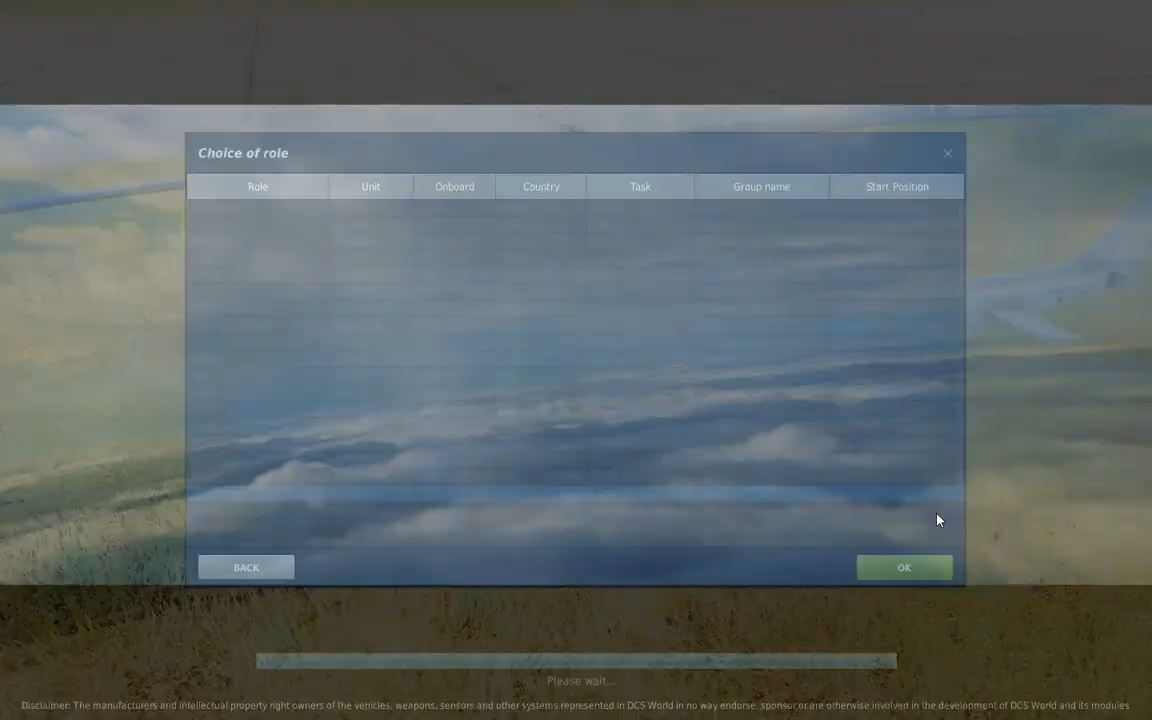 Choice of role
Role Unit Onboard Country Task Group name Start Position
BACK OK
Please wait...
Disclaimer: The manufacturers and intellectual property right owners of the vehicles, weapons, sensors and other systems represented in DCS World in no way endorse, sponsor or are otherwise involved in the development of DCS World and its modules